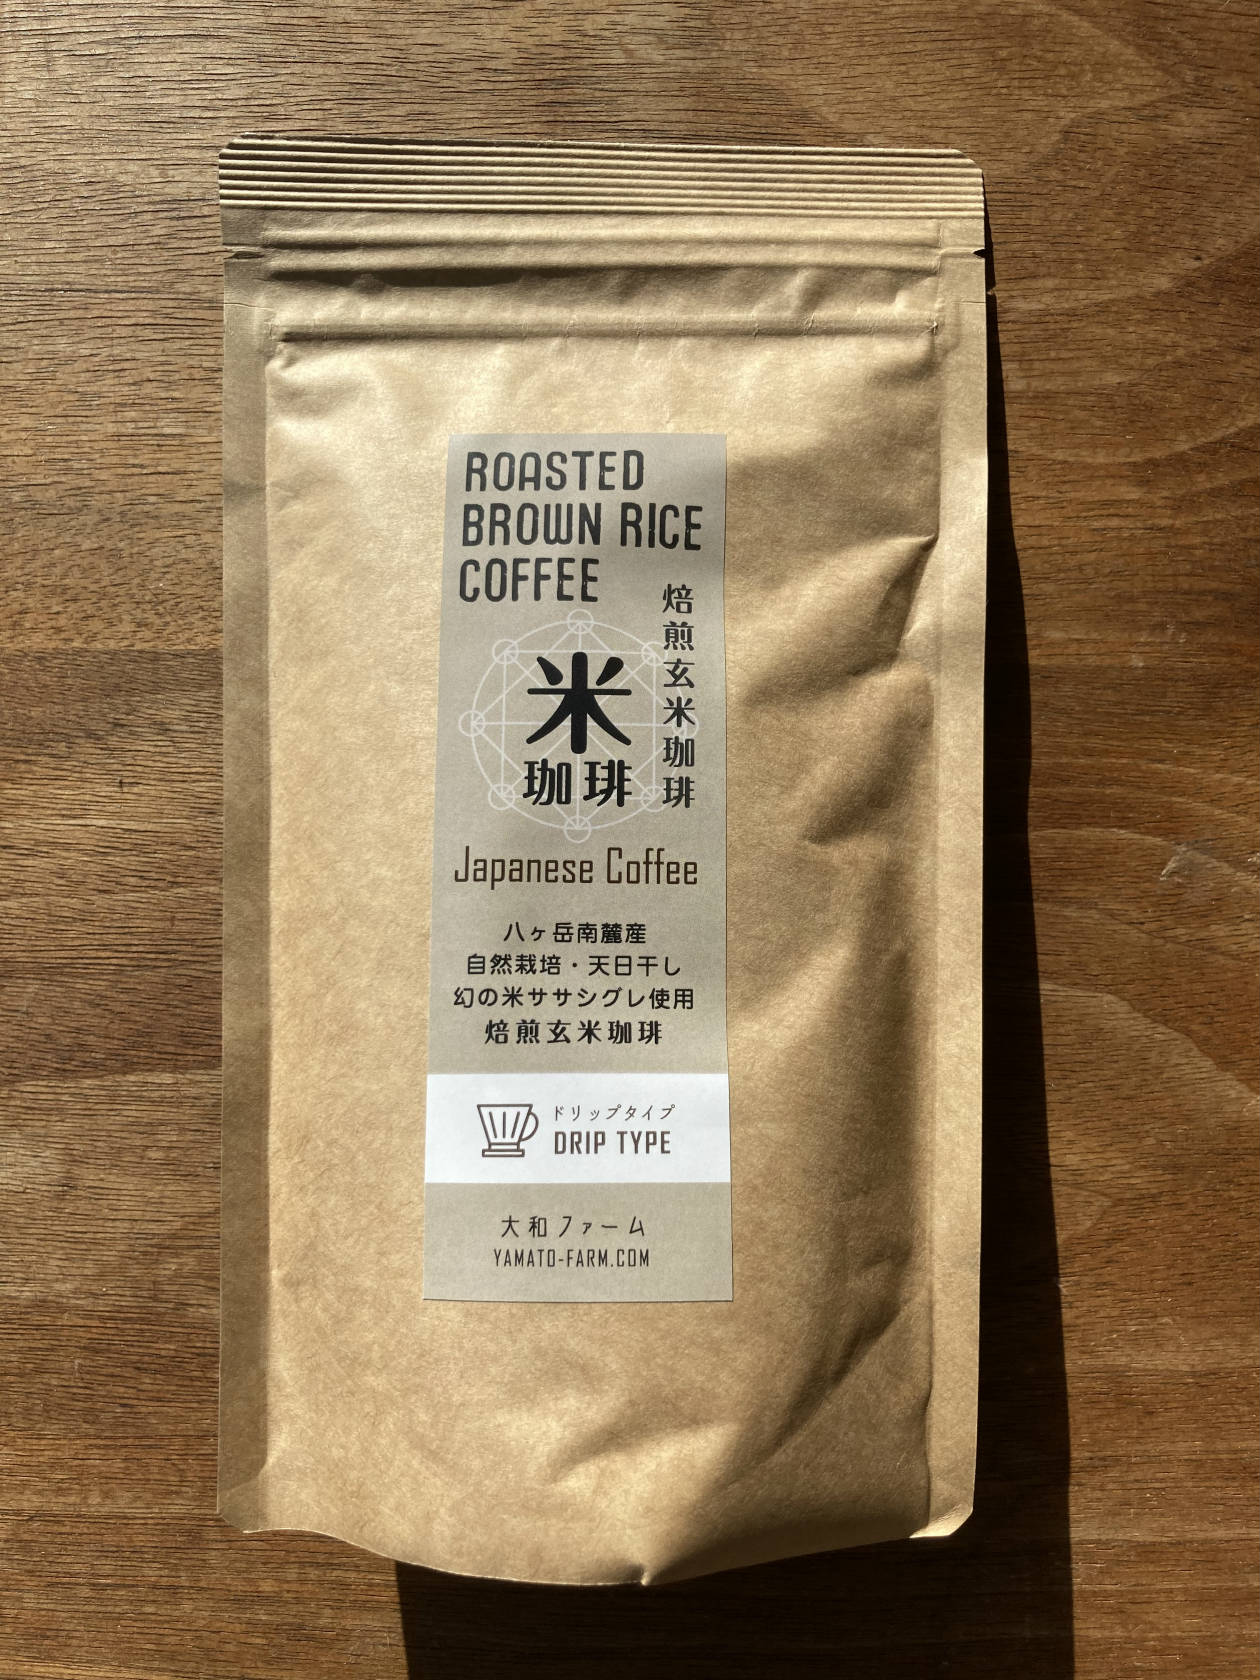 ROASTED
BROWN RICE
COFFEE
焙煎玄米珈琲
米
珈琲
Japanese Coffee
八ヶ岳南麓産
自然栽培・天日干し
幻の米ササシグレ使用
焙煎玄米珈琲
ドリップタイプ
DRIP TYPE
大和ファーム
YAMATO-FARM.COM